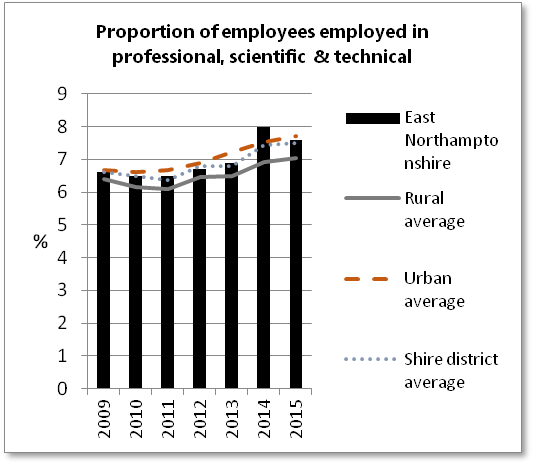 Proportion of employees employed in
professional, scientific & technical
9
8
7
6
5
4
3
2
1
0
%
2009
2010
2011
2012
2013
2014
2015
East
Northampto
nshire
Rural
average
Urban
average
Shire district
average